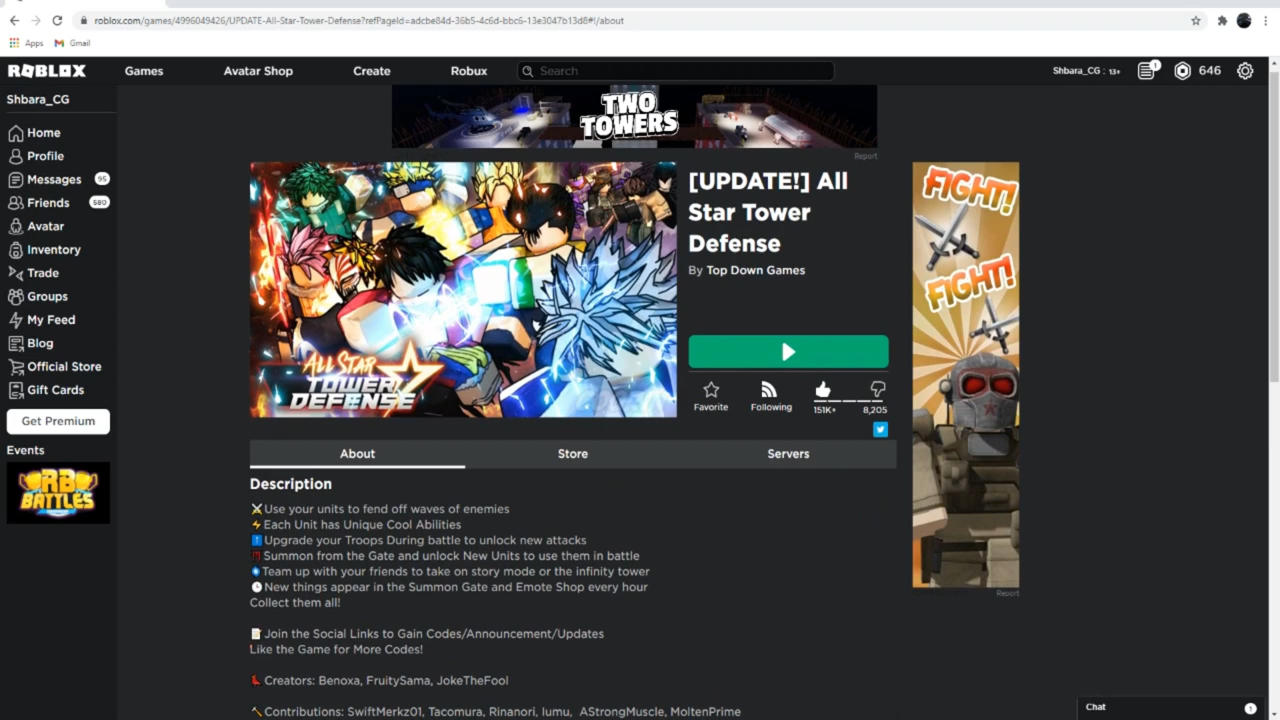 roblox.com/games/4996049426/UPDATE-All-Star-Tower-Defense?refPageId=adcbe84d-36b5-4c6d-bbc6-13e3047b13d8#!/about
Apps
Gmail
ROBLOX
Games
Avatar Shop
Create
Robux
Search
Shbara_CG : 13+
1
646
Shbara_CG
Home
Profile
Messages
95
Friends
580
Avatar
Inventory
Trade
Groups
My Feed
Blog
Official Store
Gift Cards
Get Premium
Events
RB
BATTLES
TWO
TOWERS
Report
ALL STAR
TOWER
DEFENSE
[UPDATE!] All
Star Tower
Defense
By Top Down Games
Favorite
Following
151K+
8,205
FIGHT!
FIGHT!
Report
About
Store
Servers
Description
⚔Use your units to fend off waves of enemies
⚡Each Unit has Unique Cool Abilities
⬆Upgrade your Troops During battle to unlock new attacks
Summon from the Gate and unlock New Units to use them in battle
Team up with your friends to take on story mode or the infinity tower
New things appear in the Summon Gate and Emote Shop every hour
Collect them all!
📝Join the Social Links to Gain Codes/Announcement/Updates
Like the Game for More Codes!
Creators: Benoxa, FruitySama, JokeTheFool
🔨Contributions: SwiftMerkz01, Tacomura, Rinanori, Iumu, AStrongMuscle, MoltenPrime
Chat
1